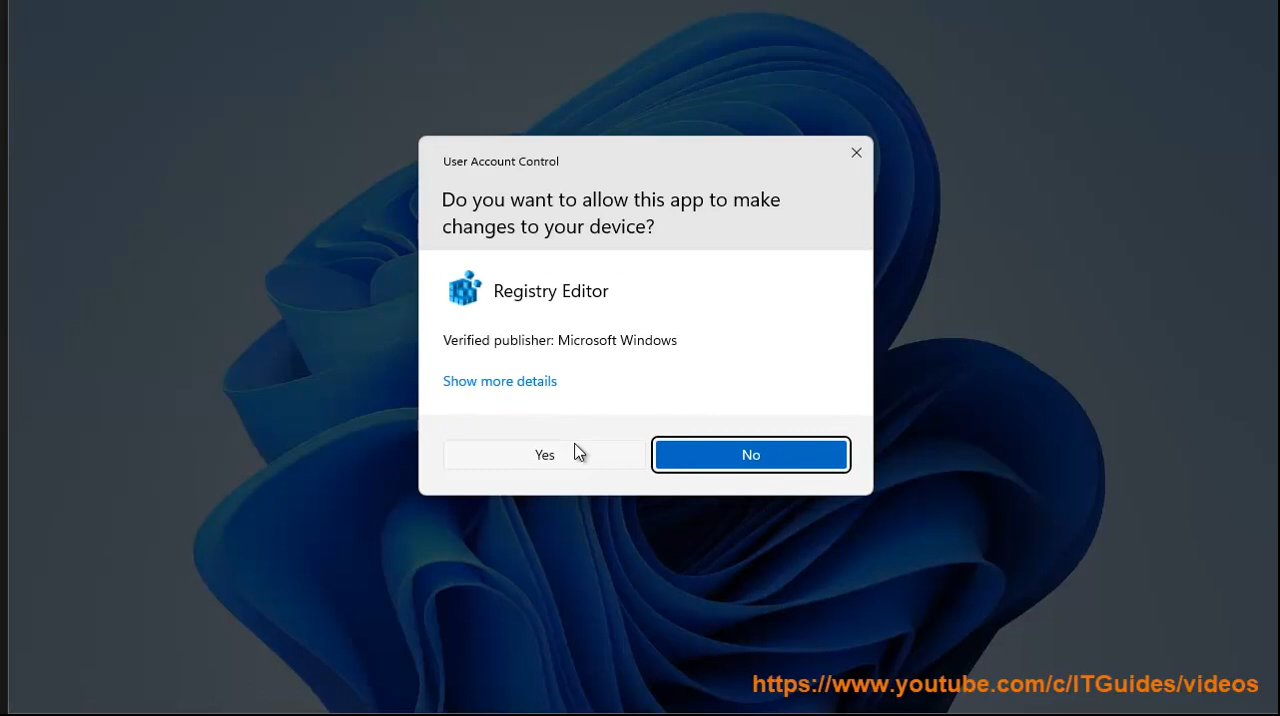 User Account Control
Do you want to allow this app to make
changes to your device?
Registry Editor
Verified publisher: Microsoft Windows
Show more details
Yes
No
https://www.youtube.com/c/ITGuides/videos